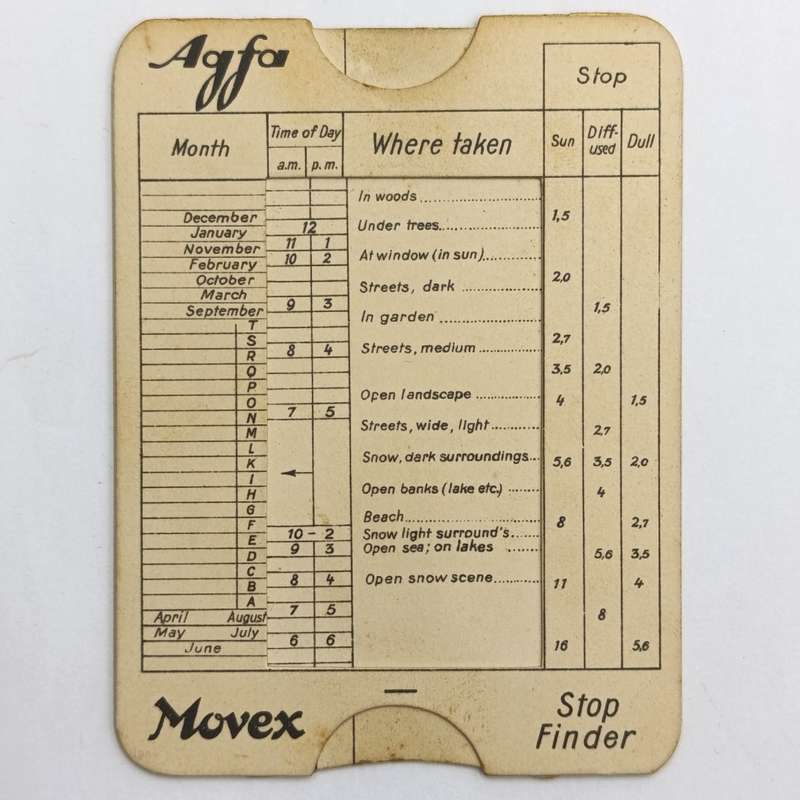 Agfa
Stop
Month
Time of Day
a.m. p.m.
Where taken
Sun
Diff-
used
Dull
December
January
November
February
October
March
September
T
S
R
Q
P
O
N
M
L
K
I
H
G
F
E
D
C
B
A
April August
May July
June
12
11 1
10 2
9 3
8 4
7 5
10 - 2
9 3
8 4
7 5
6 6
In woods
Under trees
At window (in sun)
Streets, dark
In garden
Streets, medium
Open landscape
Streets, wide, light
Snow, dark surroundings
Open banks (lake etc.)
Beach
Snow light surround's
Open sea; on lakes
Open snow scene
1,5
2,0
2,7
3,5
4
5,6
8
11
16
1,5
2,0
2,7
3,5
4
5,6
8
1,5
2,0
2,7
3,5
4
5,6
Movex
Stop
Finder